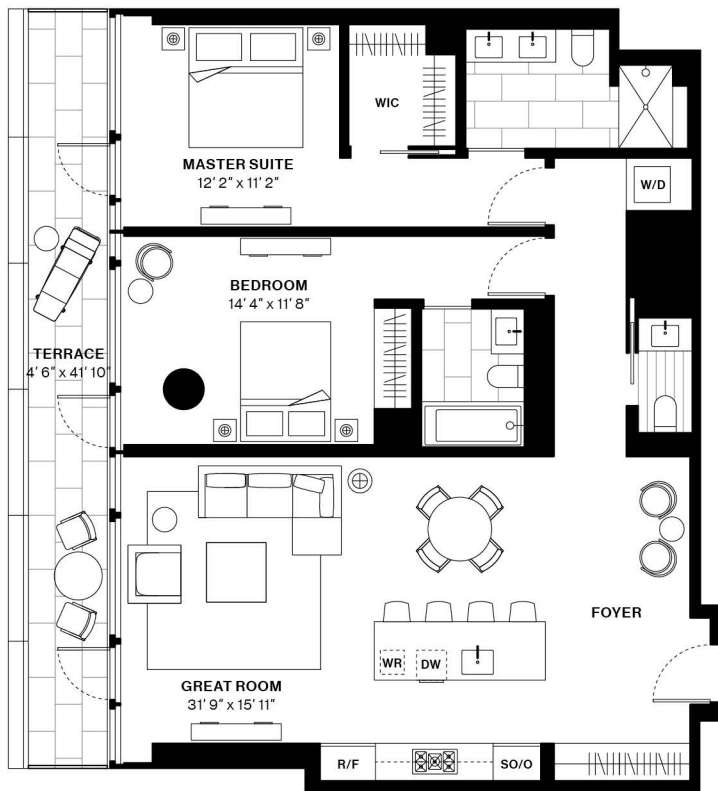 WIC
MASTER SUITE
12' 2" x 11' 2"
W/D
BEDROOM
14' 4" x 11' 8"
TERRACE
4' 6" x 41' 10"
FOYER
WR
DW
GREAT ROOM
31' 9" x 15' 11"
R/F
SO/O